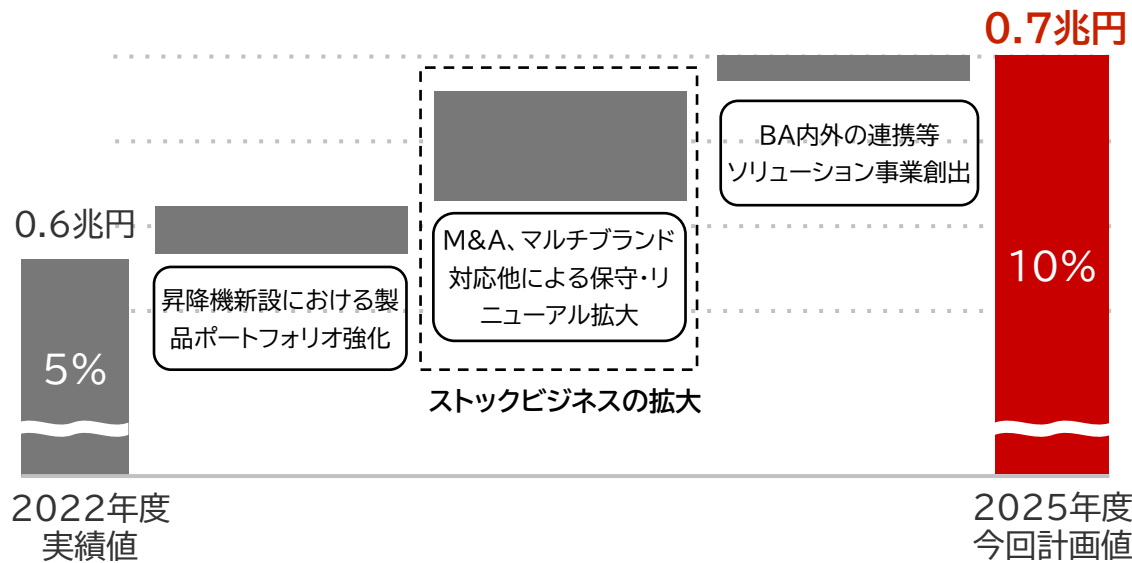 0.7兆円
BA内外の連携等
ソリューション事業創出
0.6兆円
M&A、マルチブランド
対応他による保守・リ
ニューアル拡大
10%
昇降機新設における製
品ポートフォリオ強化
5%
ストックビジネスの拡大
2022年度
実績値
2025年度
今回計画値